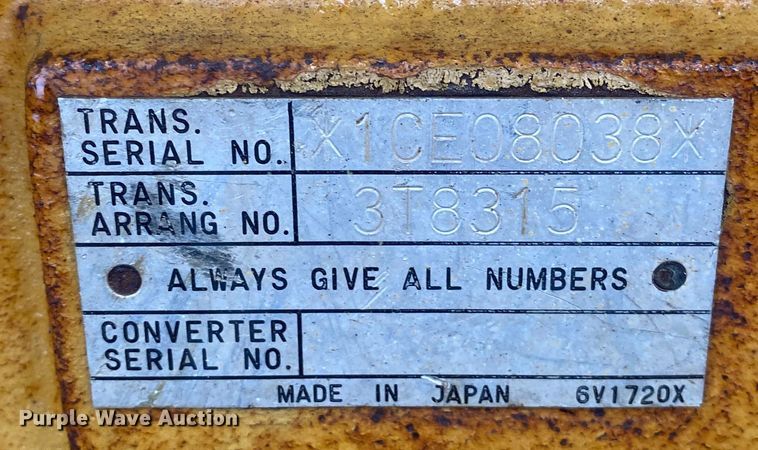 TRANS.
SERIAL NO. *1CE08038*
TRANS.
ARRANG NO. 3T8315
ALWAYS GIVE ALL NUMBERS
CONVERTER
SERIAL NO.
MADE IN JAPAN 6V1720X
Purple Wave Auction